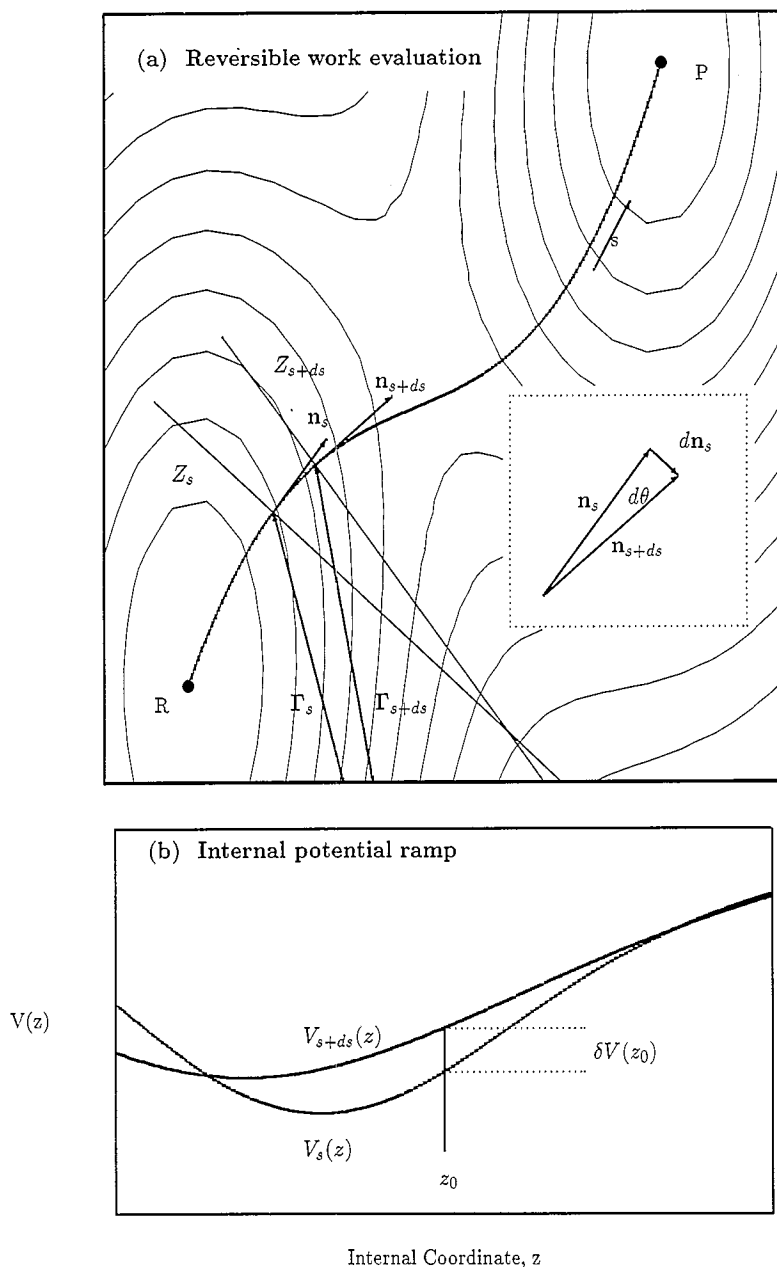 (a) Reversible work evaluation
P
s
Z_{s+ds}
n_{s+ds}
n_s
Z_s
dn_s
n_s
dθ
n_{s+ds}
R
Γ_s
Γ_{s+ds}
(b) Internal potential ramp
V(z)
V_{s+ds}(z)
δV(z_0)
V_s(z)
z_0
Internal Coordinate, z